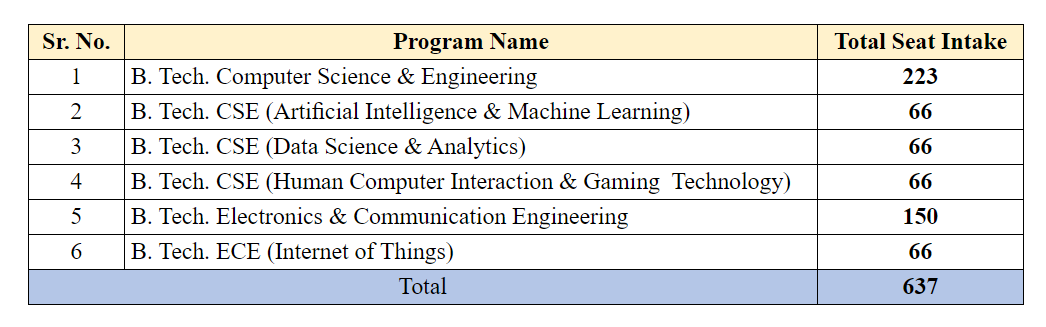 Sr. No. Program Name Total Seat Intake
1 B. Tech. Computer Science & Engineering 223
2 B. Tech. CSE (Artificial Intelligence & Machine Learning) 66
3 B. Tech. CSE (Data Science & Analytics) 66
4 B. Tech. CSE (Human Computer Interaction & Gaming  Technology) 66
5 B. Tech. Electronics & Communication Engineering 150
6 B. Tech. ECE (Internet of Things) 66
Total 637